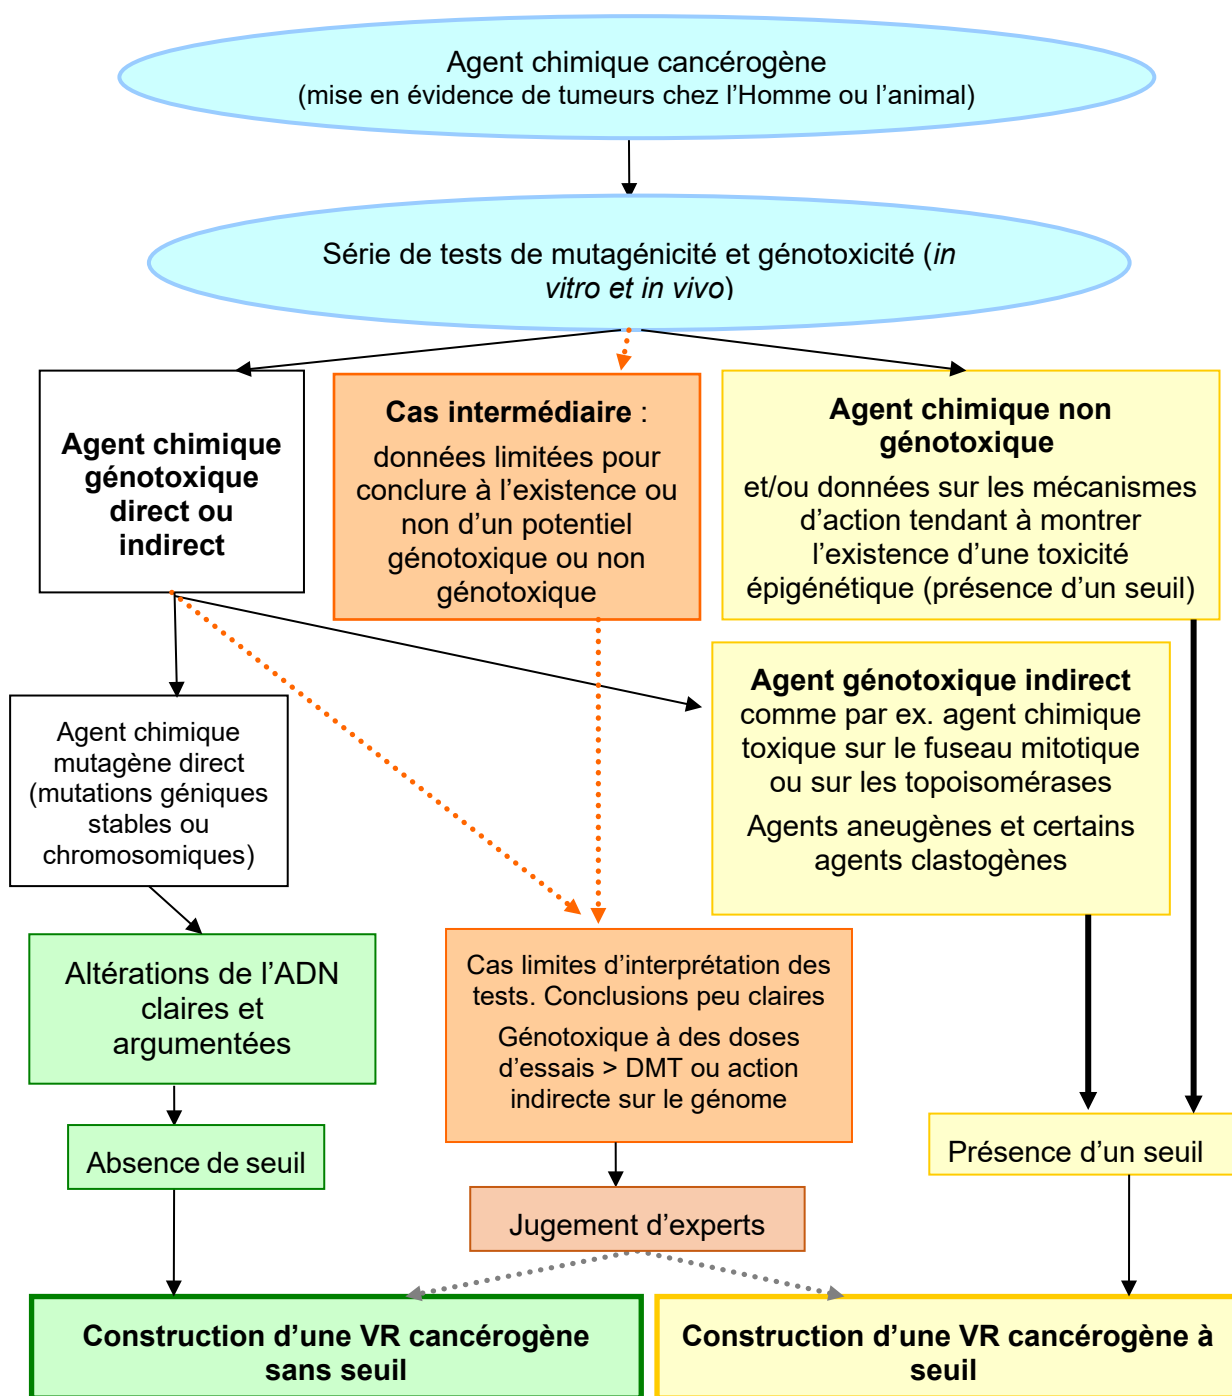 Agent chimique cancérogène
(mise en évidence de tumeurs chez l’Homme ou l’animal)
Série de tests de mutagénicité et génotoxicité (in
vitro et in vivo)
Agent chimique
génotoxique
direct ou
indirect
Cas intermédiaire :
données limitées pour
conclure à l’existence ou
non d’un potentiel
génotoxique ou non
génotoxique
Agent chimique non
génotoxique
et/ou données sur les mécanismes
d’action tendant à montrer
l’existence d’une toxicité
épigénétique (présence d’un seuil)
Agent chimique
mutagène direct
(mutations géniques
stables ou
chromosomiques)
Agent génotoxique indirect
comme par ex. agent chimique
toxique sur le fuseau mitotique
ou sur les topoisomérases
Agents aneugènes et certains
agents clastogènes
Altérations de l’ADN
claires et
argumentées
Cas limites d’interprétation des
tests. Conclusions peu claires
Génotoxique à des doses
d’essais > DMT ou action
indirecte sur le génome
Absence de seuil
Présence d’un seuil
Jugement d’experts
Construction d’une VR cancérogène
sans seuil
Construction d’une VR cancérogène à
seuil